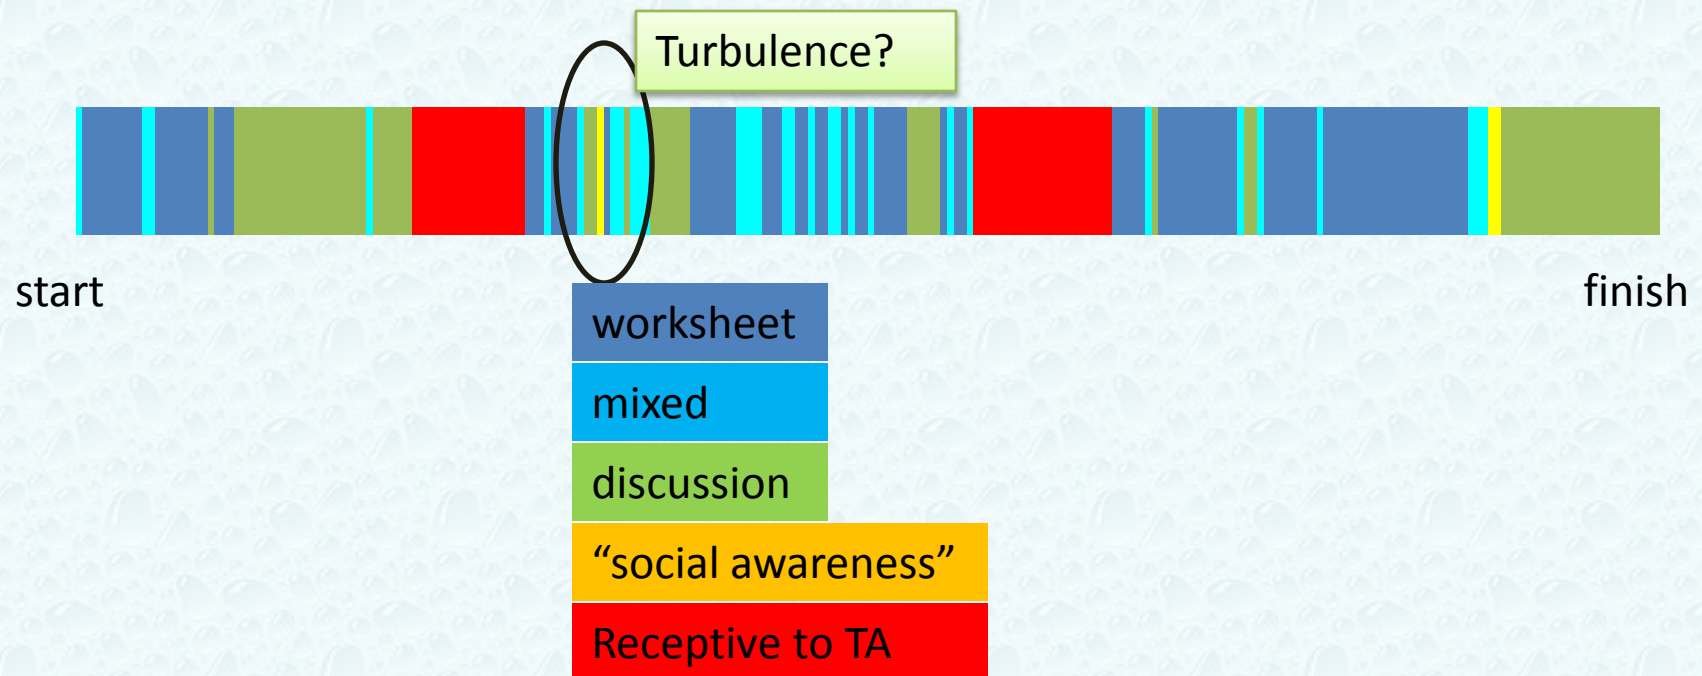 Turbulence?
start
finish
worksheet
mixed
discussion
“social awareness”
Receptive to TA